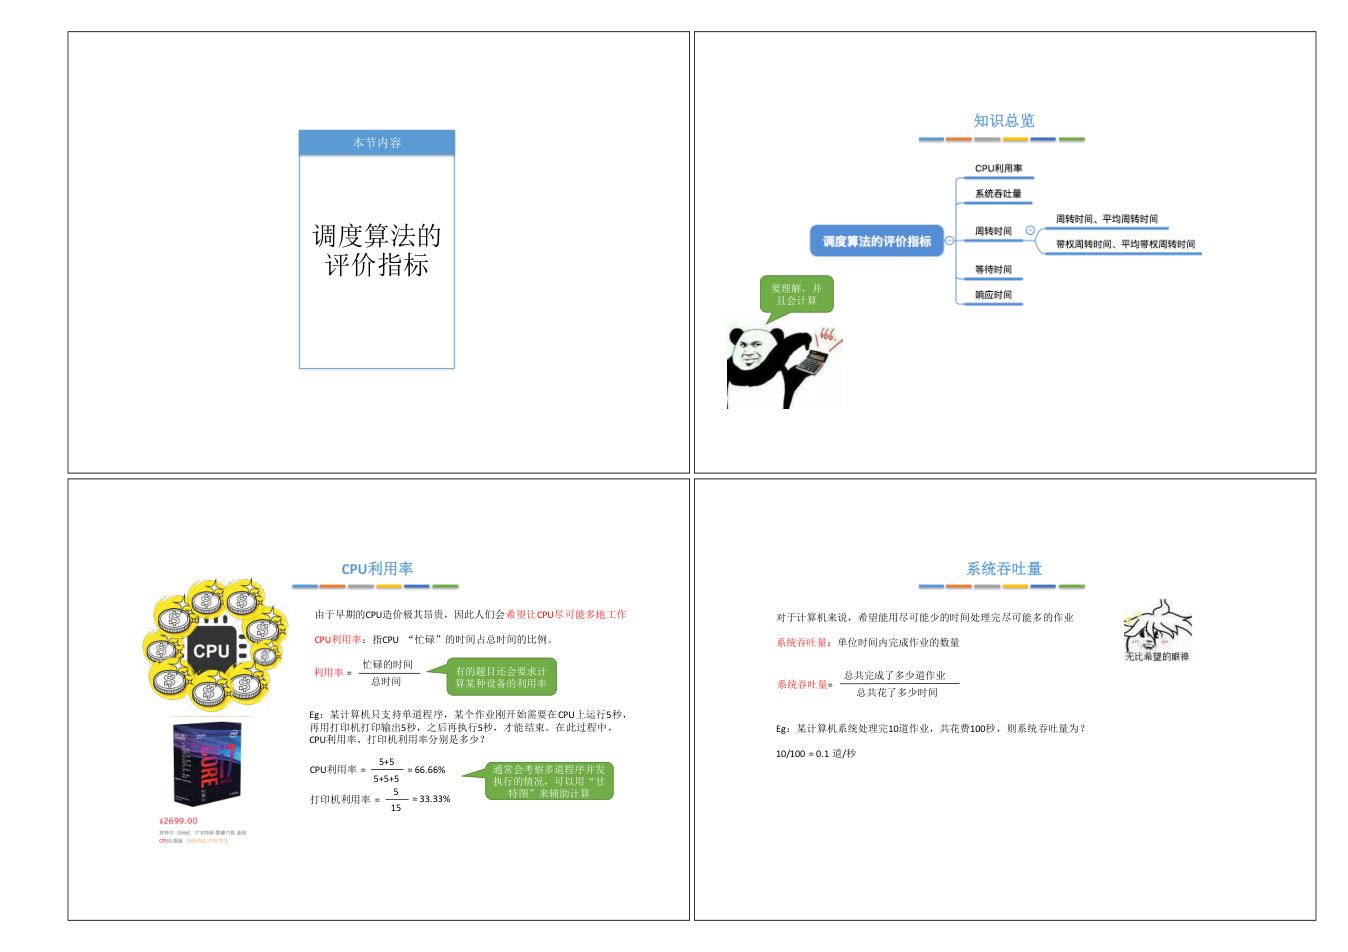 本节内容
调度算法的
评价指标
知识总览
CPU利用率
系统吞吐量
周转时间
周转时间、平均周转时间
带权周转时间、平均带权周转时间
调度算法的评价指标
等待时间
响应时间
要理解，并
且会计算
666.
CPU利用率
由于早期的CPU造价极其昂贵，因此人们会希望让CPU尽可能多地工作
CPU利用率：指CPU “忙碌”的时间占总时间的比例。
利用率 = 忙碌的时间
总时间
有的题目还会要求计
算某种设备的利用率
Eg：某计算机只支持单道程序，某个作业刚开始需要在CPU上运行5秒，
再用打印机打印输出5秒，之后再执行5秒，才能结束。在此过程中，
CPU利用率、打印机利用率分别是多少？
CPU利用率 = 5+5
5+5+5 = 66.66%
打印机利用率 = 5
15 = 33.33%
通常会考察多道程序并发
执行的情况，可以用“甘
特图”来辅助计算
CPU
CORE
i7
¥2699.00
系统吞吐量
对于计算机来说，希望能用尽可能少的时间处理完尽可能多的作业
系统吞吐量：单位时间内完成作业的数量
系统吞吐量= 总共完成了多少道作业
总共花了多少时间
Eg：某计算机系统处理完10道作业，共花费100秒，则系统吞吐量为？
10/100 = 0.1 道/秒
无比希望的眼神